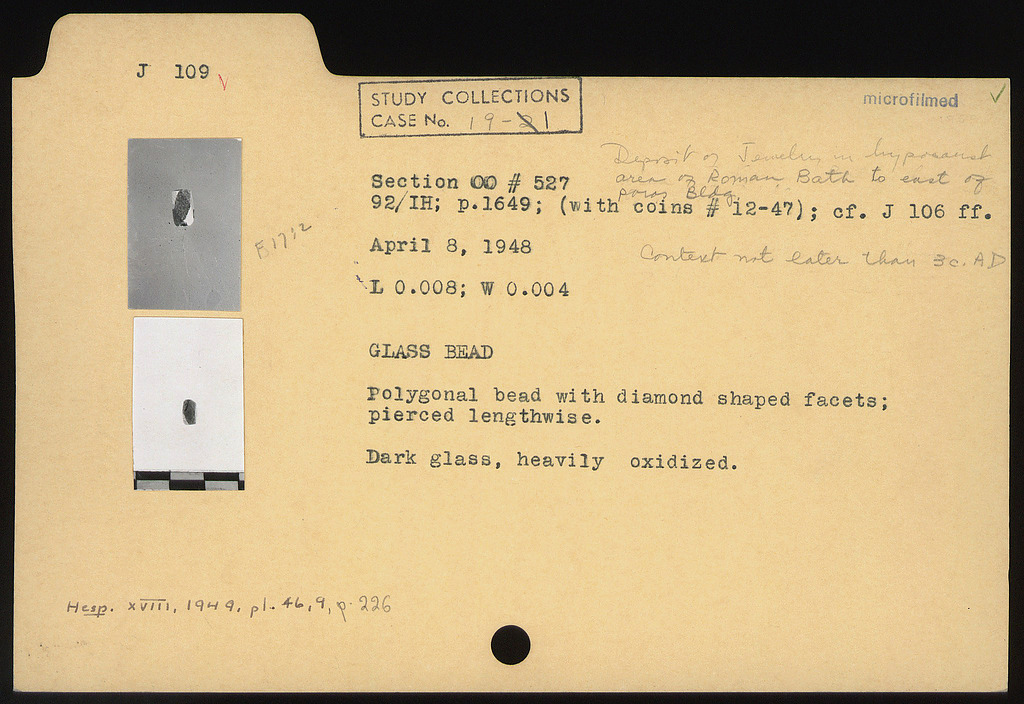 J 109
STUDY COLLECTIONS
CASE No. 19-21
microfilmed
Deposit of Jewelry in hypocaust
area of Roman Bath to east of
poros Bldg
Section OO # 527
92/IH; p.1649; (with coins # 12-47); cf. J 106 ff.
April 8, 1948
Context not later than 3c. AD
L 0.008; W 0.004
GLASS BEAD
Polygonal bead with diamond shaped facets;
pierced lengthwise.
Dark glass, heavily oxidized.
Hesp. XVIII, 1949, pl. 46, 9, p. 226